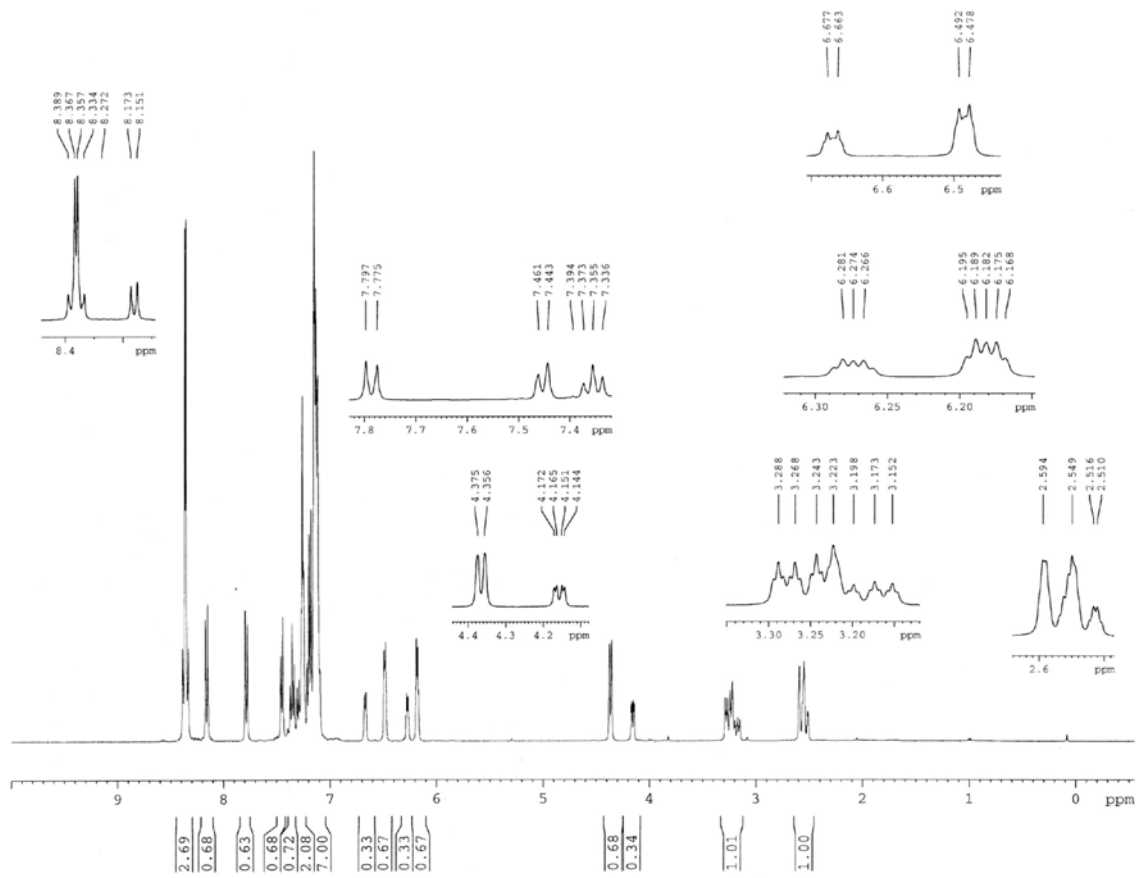 6.677 6.663 6.492 6.478
6.6 6.5 ppm
8.389 8.367 8.357 8.334 8.272 8.173 8.151
8.4 ppm
7.797 7.775 7.461 7.443 7.394 7.373 7.355 7.336
7.8 7.7 7.6 7.5 7.4 ppm
6.281 6.274 6.266 6.195 6.189 6.182 6.175 6.168
6.30 6.25 6.20 ppm
4.375 4.356 4.172 4.165 4.151 4.144
4.4 4.3 4.2 ppm
3.288 3.268 3.243 3.223 3.198 3.173 3.152
3.30 3.25 3.20 ppm
2.594 2.549 2.516 2.510
2.6 ppm
9 8 7 6 5 4 3 2 1 0 ppm
2.69 0.68 0.63 0.68 0.72 2.08 7.00 0.33 0.67 0.33 0.67 0.68 0.34 1.01 1.00